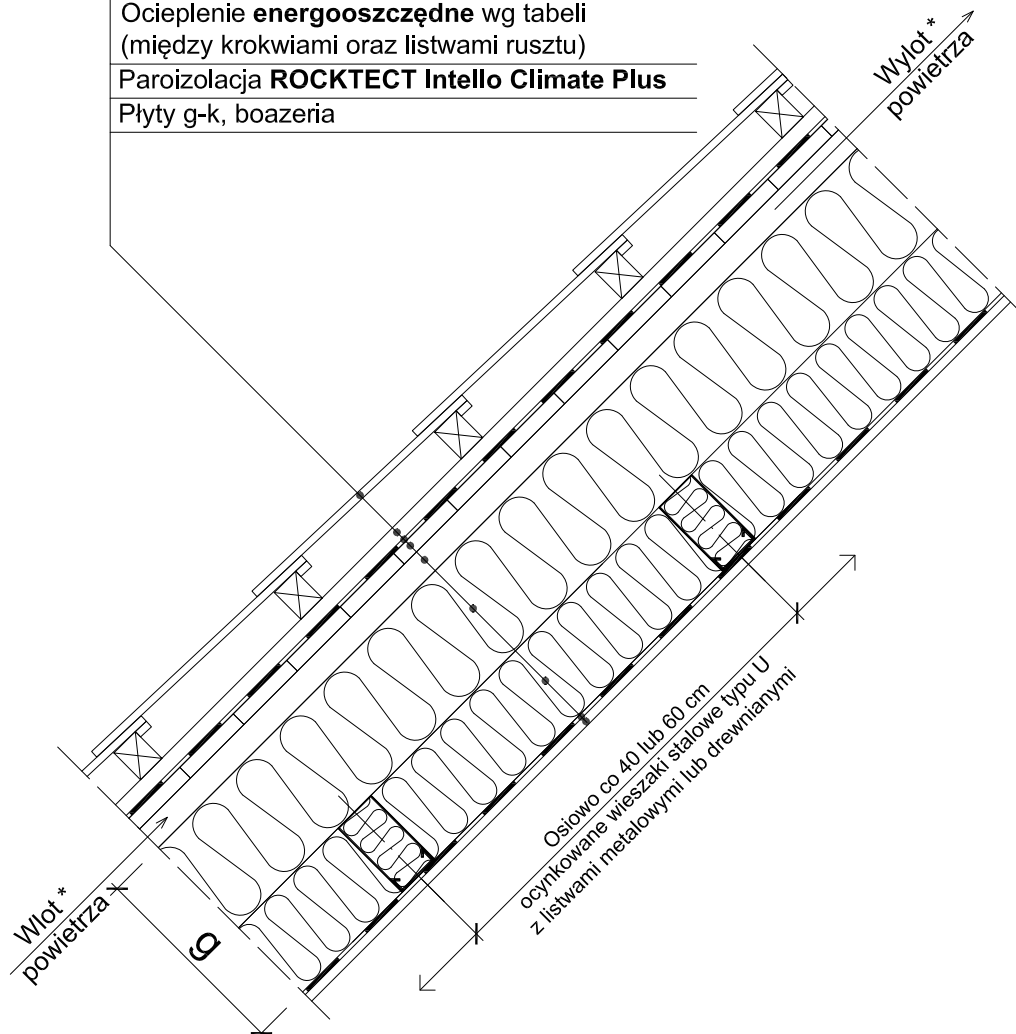 Ocieplenie energooszczędne wg tabeli
(między krokwiami oraz listwami rusztu)
Paroizolacja ROCKTECT Intello Climate Plus
Płyty g-k, boazeria
Wylot *
powietrza
Osiowo co 40 lub 60 cm
ocynkowane wieszaki stalowe typu U
z listwami metalowymi lub drewnianymi
Wlot *
powietrza
g